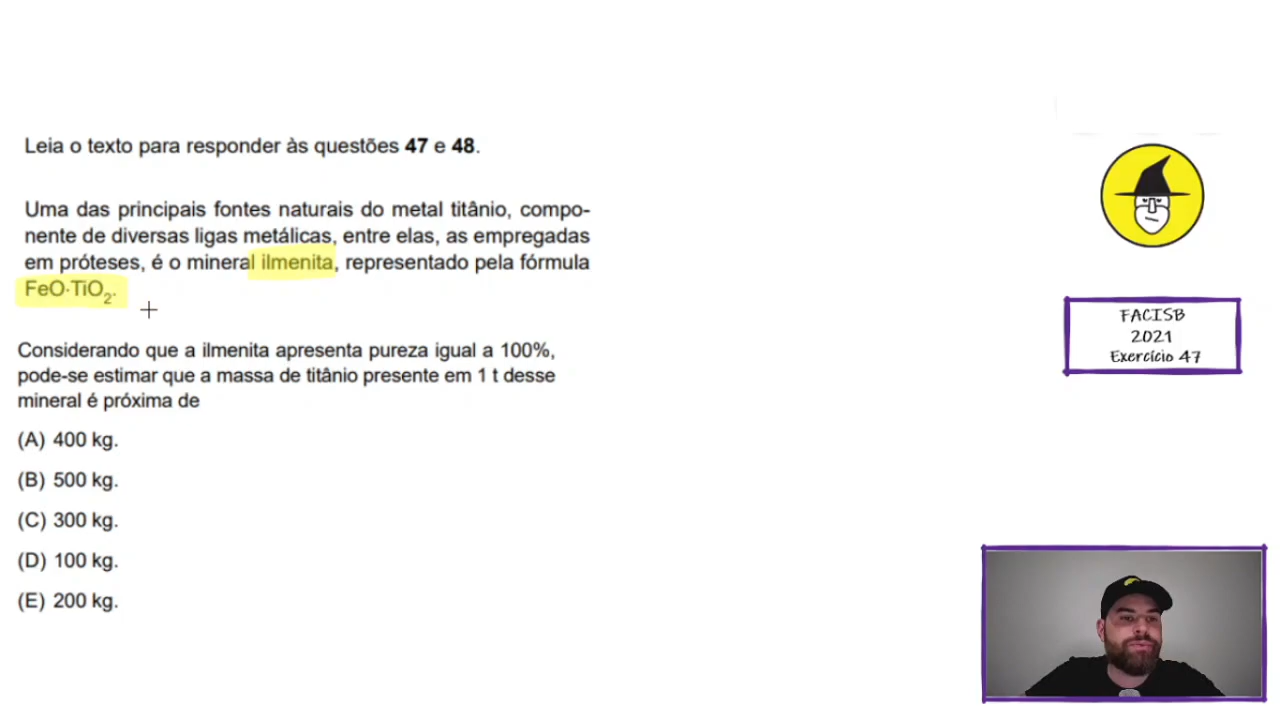 Leia o texto para responder às questões 47 e 48.
Uma das principais fontes naturais do metal titânio, compo-
nente de diversas ligas metálicas, entre elas, as empregadas
em próteses, é o mineral ilmenita, representado pela fórmula
FeO·TiO₂.
Considerando que a ilmenita apresenta pureza igual a 100%,
pode-se estimar que a massa de titânio presente em 1 t desse
mineral é próxima de
(A) 400 kg.
(B) 500 kg.
(C) 300 kg.
(D) 100 kg.
(E) 200 kg.
FACISB
2021
Exercício 47